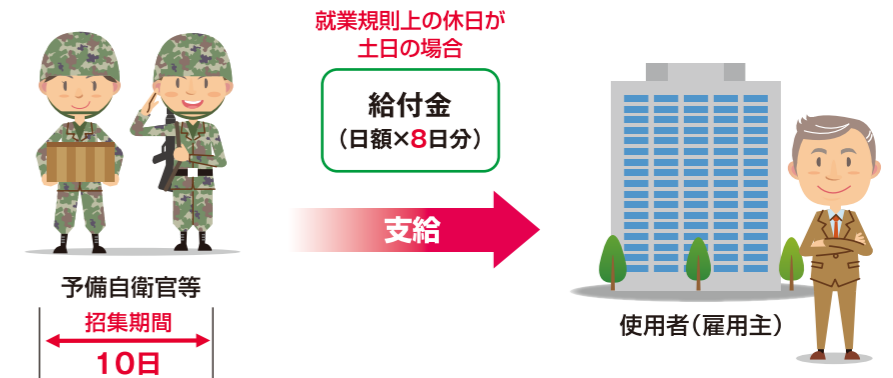 就業規則上の休日が
土日の場合
給付金
（日額×8日分）
支給
予備自衛官等
招集期間
10日
使用者（雇用主）